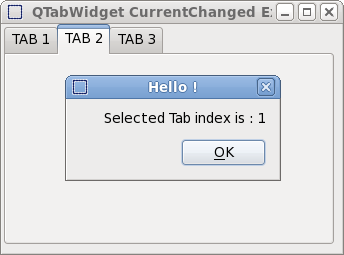 QTabWidget CurrentChanged E
TAB 1 TAB 2 TAB 3
Hello !
Selected Tab index is : 1
OK